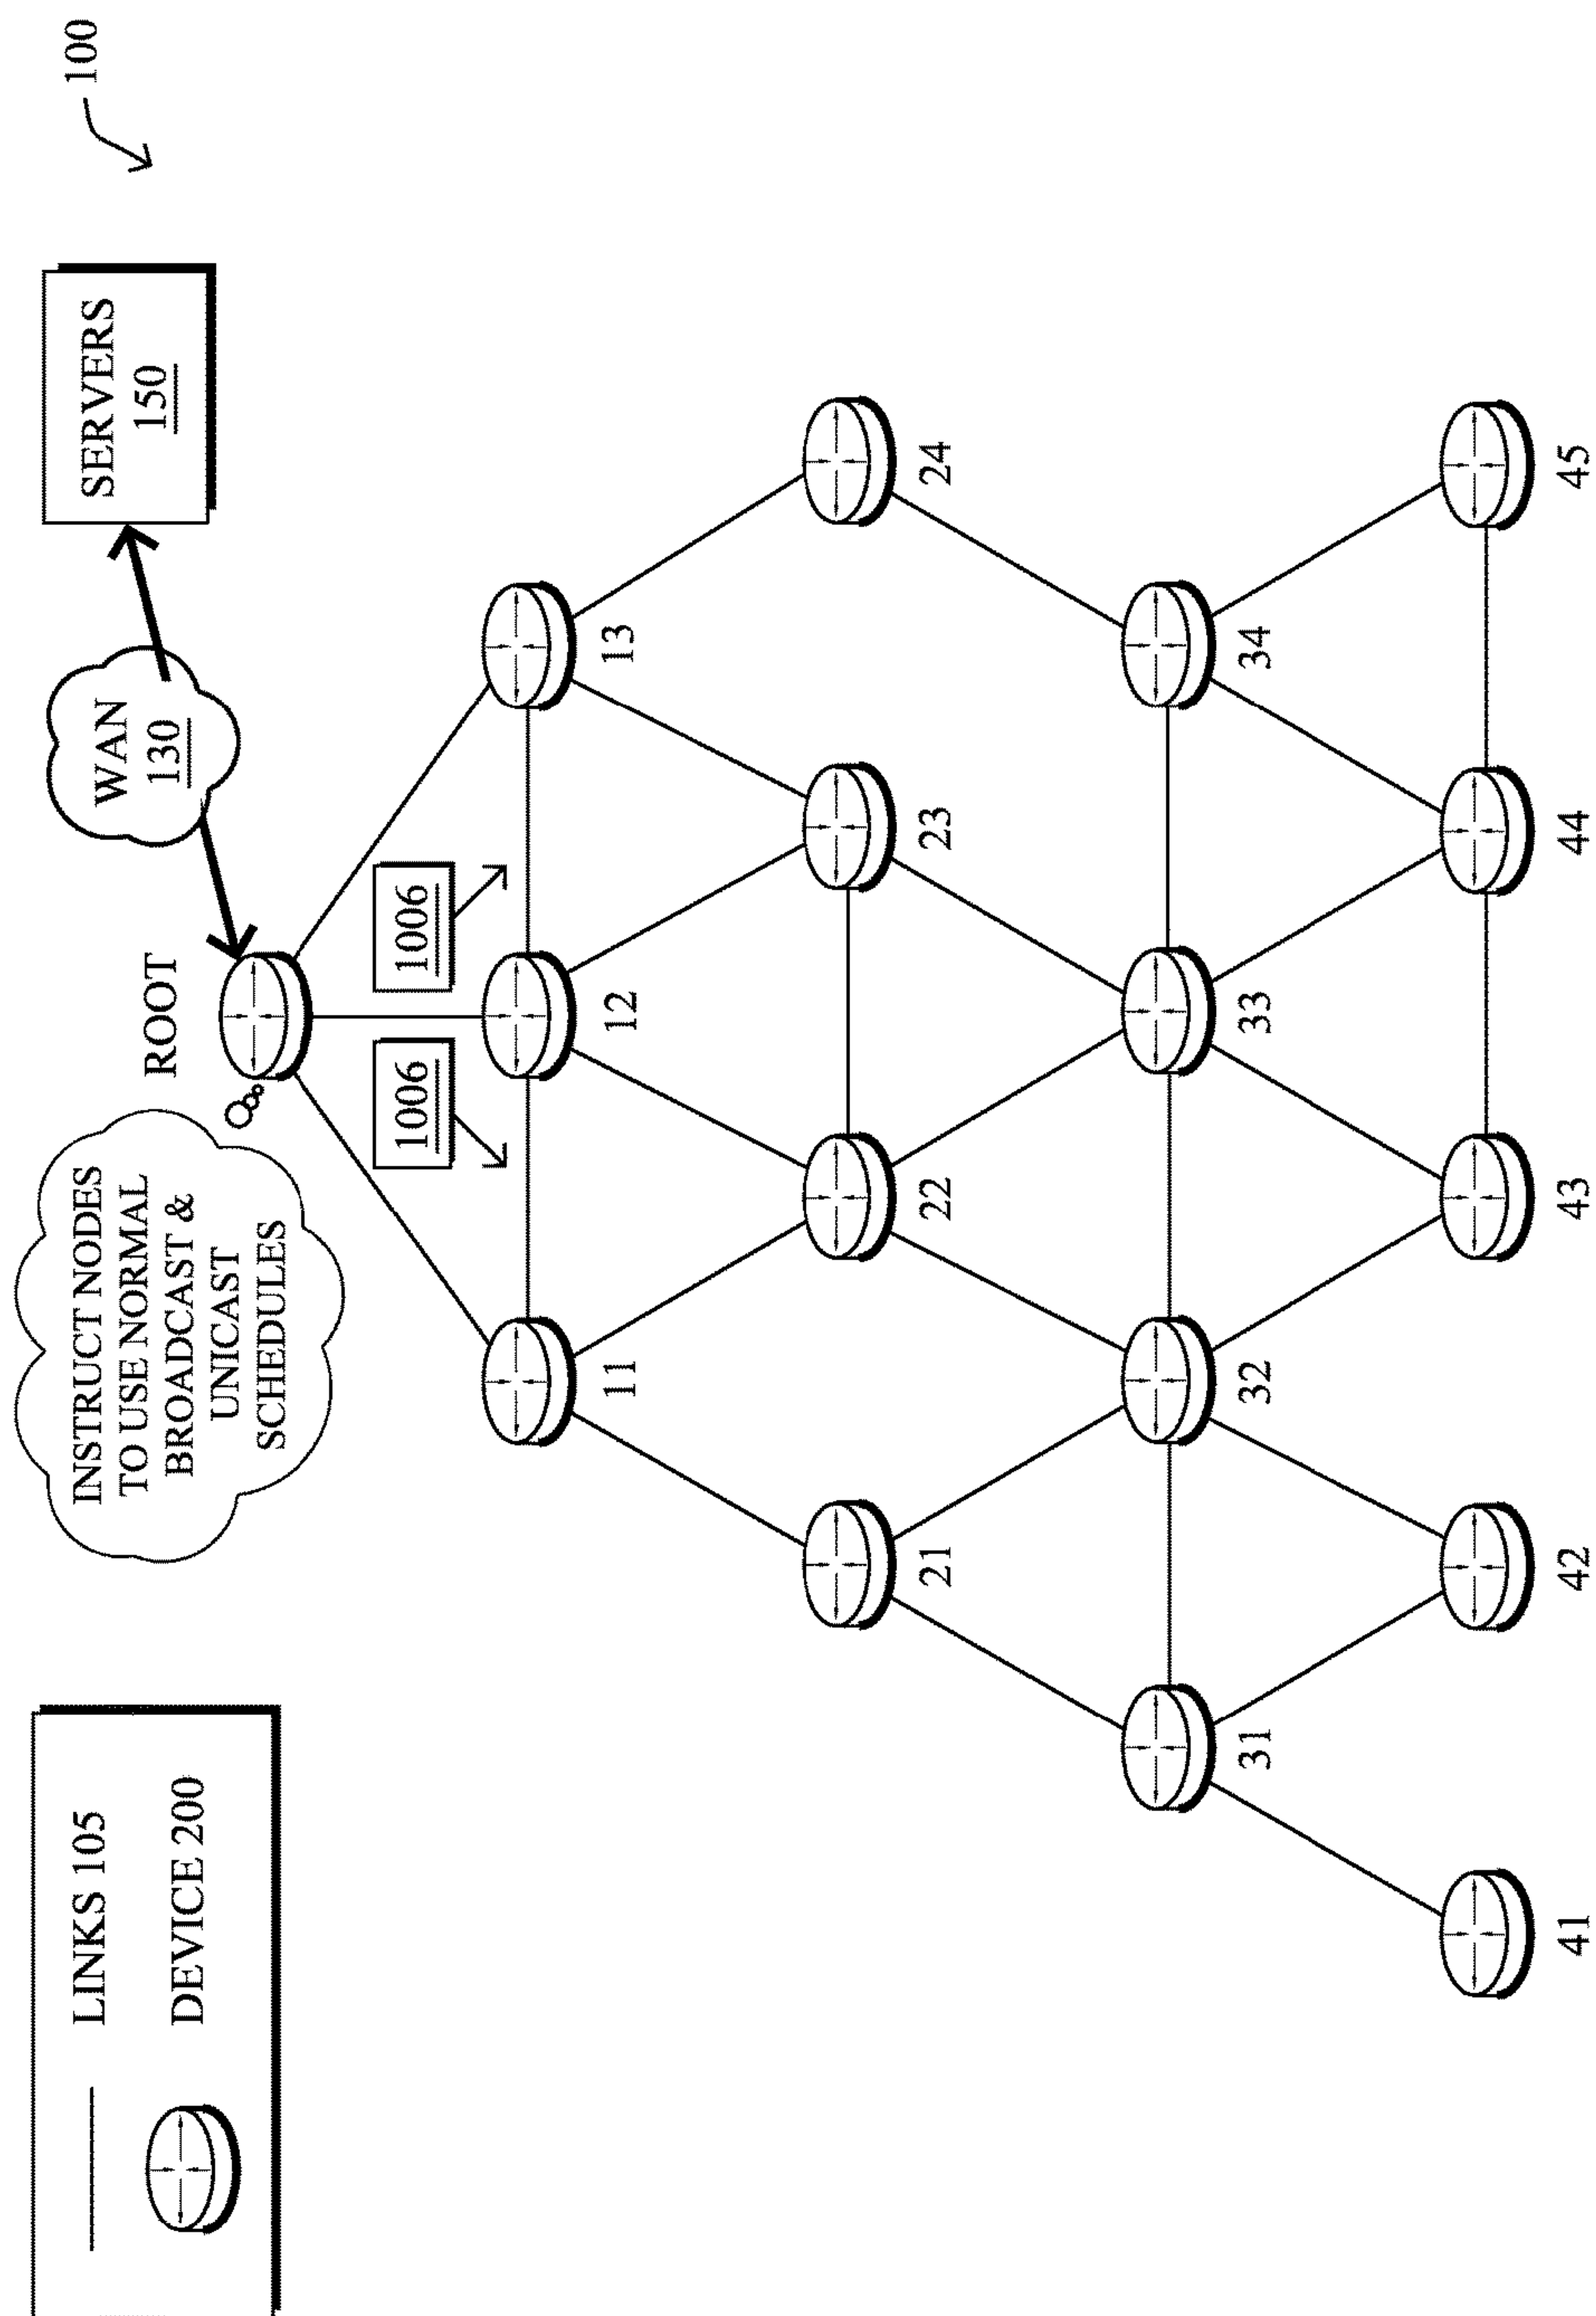 LINKS 105
DEVICE 200
INSTRUCT NODES
TO USE NORMAL
BROADCAST &
UNICAST
SCHEDULES
ROOT
WAN
130
SERVERS
150
100
1006
1006
11
12
13
21
22
23
24
31
32
33
34
41
42
43
44
45